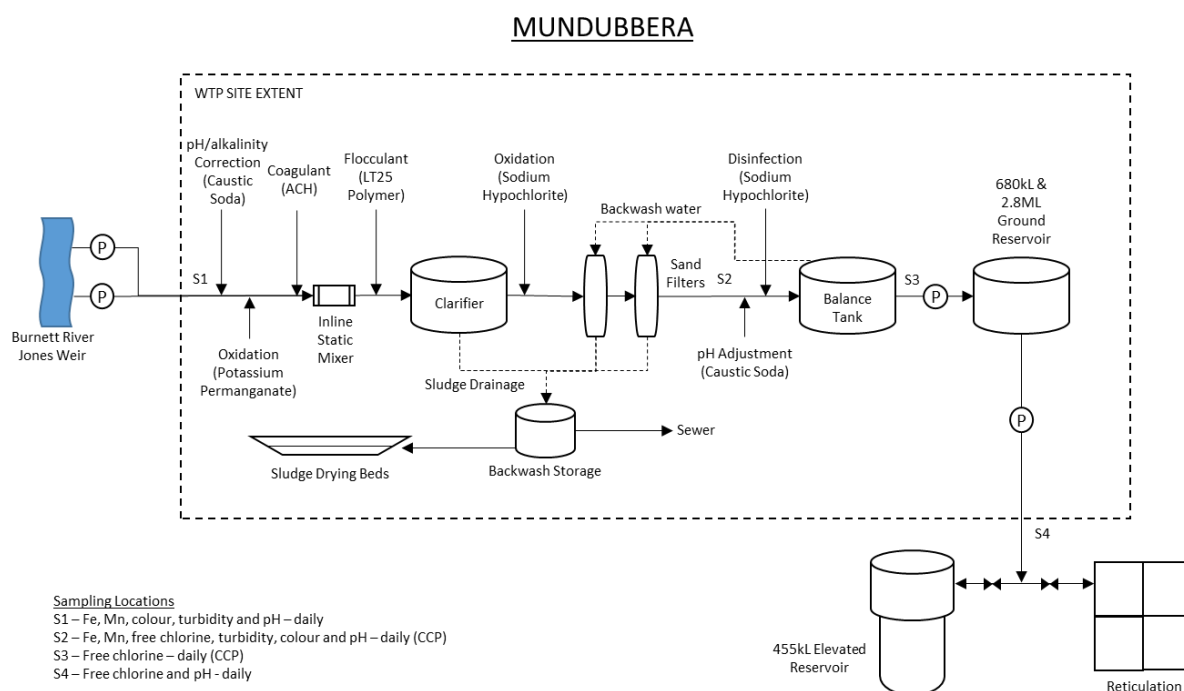 MUNDUBBERA
WTP SITE EXTENT
pH/alkalinity
Correction
(Caustic
Soda)
Coagulant
(ACH)
Flocculant
(LT25
Polymer)
Oxidation
(Sodium
Hypochlorite)
Disinfection
(Sodium
Hypochlorite)
680kL &
2.8ML
Ground
Reservoir
Backwash water
P
P
S1
Clarifier
Sand
Filters
S2
Balance
Tank
S3
P
Burnett River
Jones Weir
Inline
Static
Mixer
Oxidation
(Potassium
Permanganate)
Sludge Drainage
pH Adjustment
(Caustic Soda)
P
Sewer
Sludge Drying Beds
Backwash Storage
S4
Sampling Locations
S1 – Fe, Mn, colour, turbidity and pH – daily
S2 – Fe, Mn, free chlorine, turbidity, colour and pH – daily (CCP)
S3 – Free chlorine – daily (CCP)
S4 – Free chlorine and pH - daily
455kL Elevated
Reservoir
Reticulation